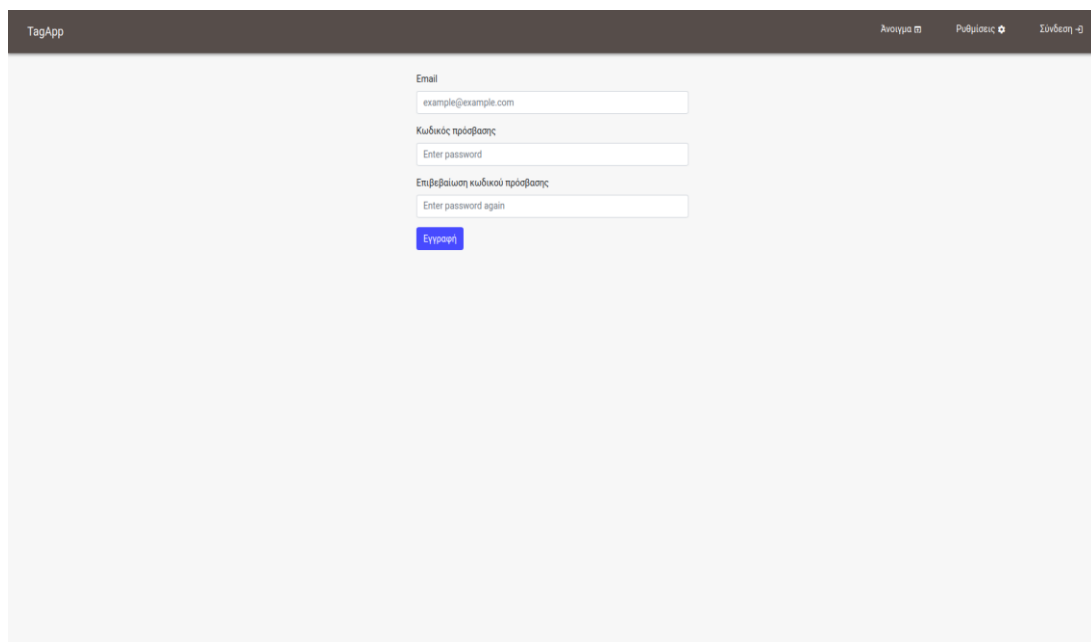 TagApp
Άνοιγμα
Ρυθμίσεις
Σύνδεση
Email
example@example.com
Κωδικός πρόσβασης
Enter password
Επιβεβαίωση κωδικού πρόσβασης
Enter password again
Εγγραφή